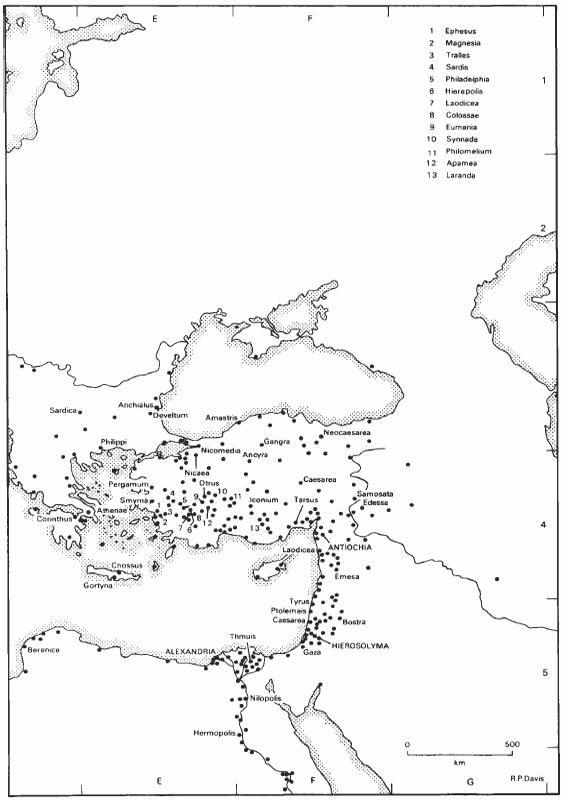 E F
1 Ephesus
2 Magnesia
3 Tralles
4 Sardis
5 Philadelphia
6 Hierapolis
7 Laodicea
8 Colossae
9 Eumenia
10 Synnada
11 Philomelium
12 Apamea
13 Laranda
1
2
Anchialus
Sardica
Develtum
Amastris
Neocaesarea
Philippi
Gangra
Nicomedia
Ancyra
Nicaea
Pergamum
Otrus
Caesarea
4 10
Samosata
Smyrna 5 9 11 Iconium Tarsus
Edessa
Athenae 1 3
Corinthus 2 8 12 13 4
7 6
ANTIOCHIA
Laodicea
Cnossus
Emesa
Gortyna
Tyrus
Ptolemais
Caesarea Bostra
Thmuis
HIEROSOLYMA
Berenice ALEXANDRIA Gaza
5
Nilopolis
Hermopolis
0 500
km
E F G R.P.Davis